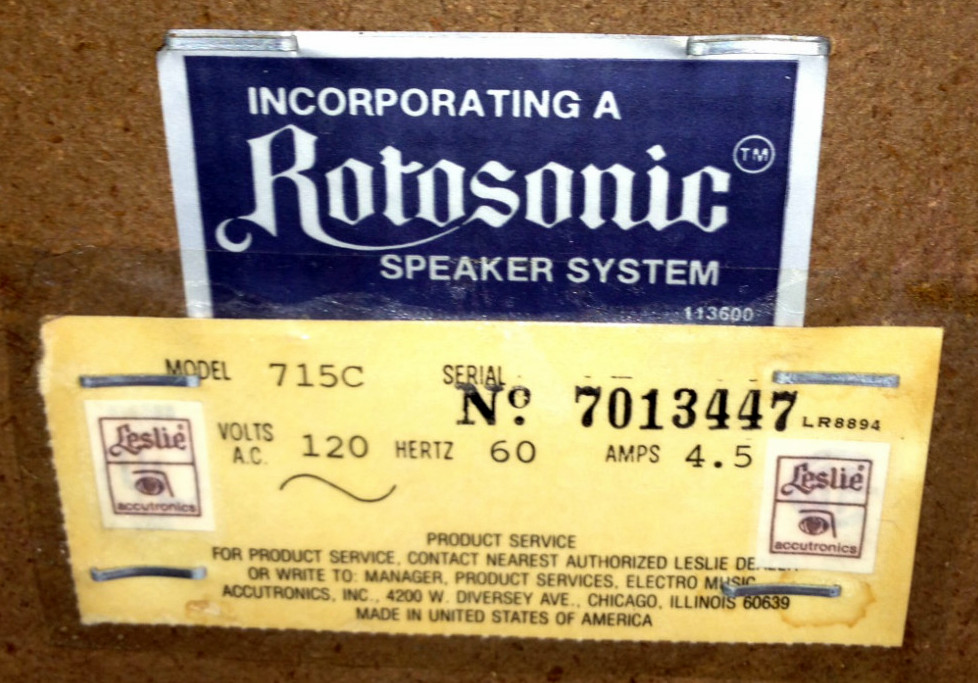 INCORPORATING A
Rotosonic TM
SPEAKER SYSTEM
113600
MODEL 715C SERIAL
No 7013447 LR8894
VOLTS A.C. 120 HERTZ 60 AMPS 4.5
Leslie
accutronics
Leslie
accutronics
PRODUCT SERVICE
FOR PRODUCT SERVICE, CONTACT NEAREST AUTHORIZED LESLIE
OR WRITE TO: MANAGER, PRODUCT SERVICES, ELECTRO MUSIC
ACCUTRONICS, INC., 4200 W. DIVERSEY AVE., CHICAGO, ILLINOIS 60639
MADE IN UNITED STATES OF AMERICA